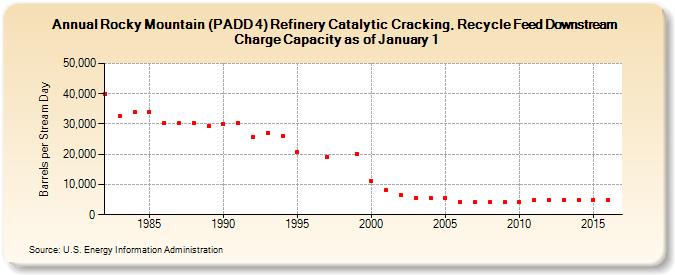 Annual Rocky Mountain (PADD 4) Refinery Catalytic Cracking, Recycle Feed Downstream
Charge Capacity as of January 1
Barrels per Stream Day
50,000
40,000
30,000
20,000
10,000
0
1985 1990 1995 2000 2005 2010 2015
Source: U.S. Energy Information Administration